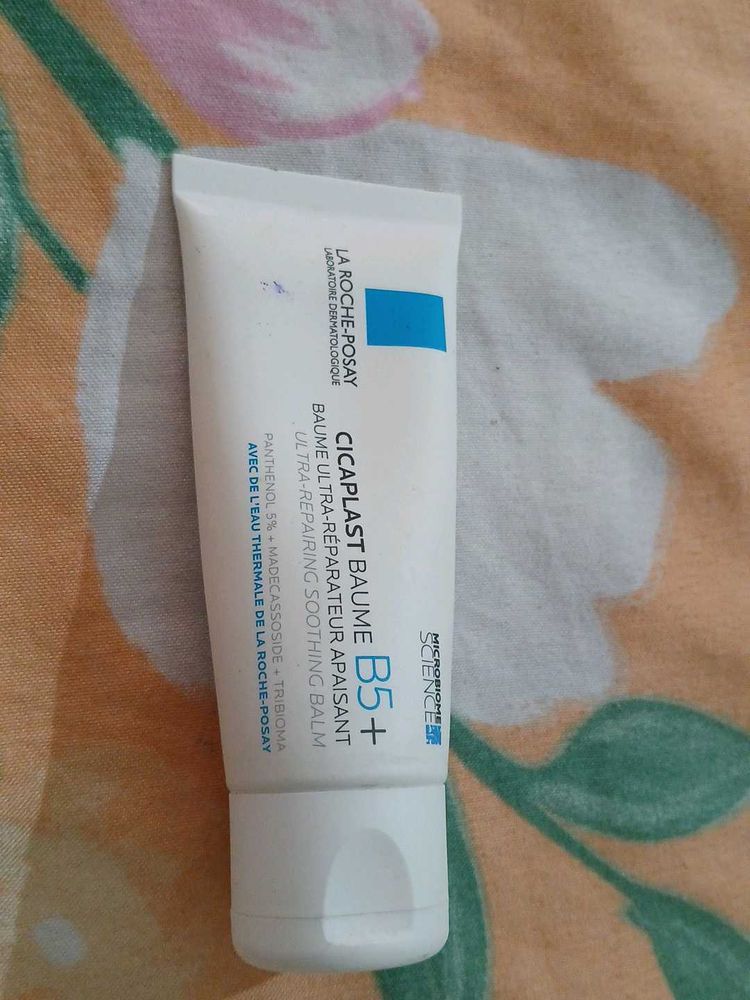 LA ROCHE-POSAY
LABORATOIRE DERMATOLOGIQUE
MICROBIOME
SCIENCE
CICAPLAST BAUME B5+
BAUME ULTRA-RÉPARATEUR APAISANT
ULTRA-REPAIRING SOOTHING BALM
PANTHENOL 5% + MADECASSOSIDE + TRIBIOMA
AVEC DE L'EAU THERMALE DE LA ROCHE-POSAY